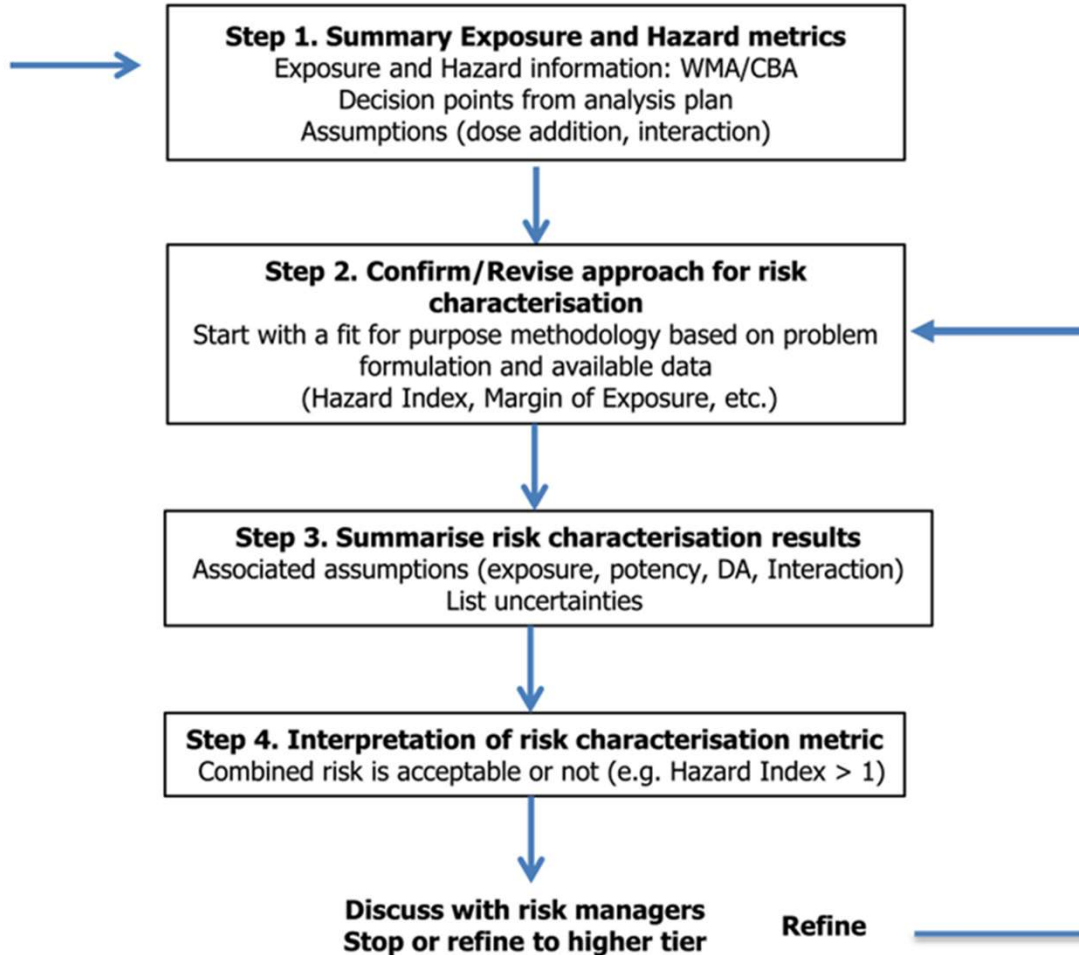 Step 1. Summary Exposure and Hazard metrics
Exposure and Hazard information: WMA/CBA
Decision points from analysis plan
Assumptions (dose addition, interaction)
Step 2. Confirm/Revise approach for risk
characterisation
Start with a fit for purpose methodology based on problem
formulation and available data
(Hazard Index, Margin of Exposure, etc.)
Step 3. Summarise risk characterisation results
Associated assumptions (exposure, potency, DA, Interaction)
List uncertainties
Step 4. Interpretation of risk characterisation metric
Combined risk is acceptable or not (e.g. Hazard Index > 1)
Discuss with risk managers
Stop or refine to higher tier
Refine